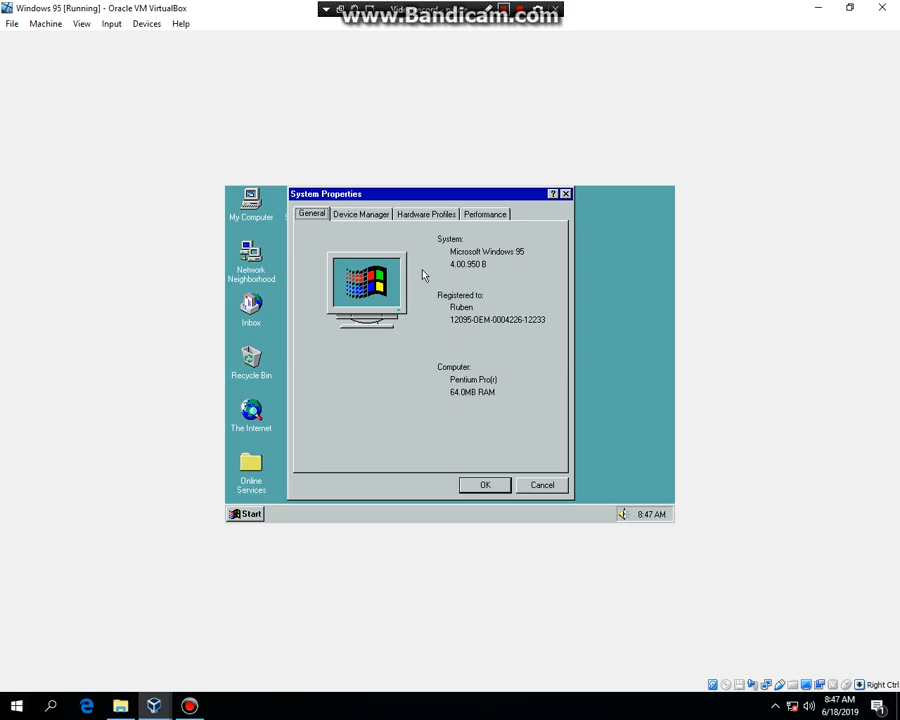 Windows 95 [Running] - Oracle VM VirtualBox
www.Bandicam.com
File Machine View Input Devices Help
System Properties
General Device Manager Hardware Profiles Performance
My Computer
Network
Neighborhood
Inbox
Recycle Bin
The Internet
Online
Services
System:
Microsoft Windows 95
4.00.950 B
Registered to:
Ruben
12095-OEM-0004226-12233
Computer:
Pentium Pro(r)
64.0MB RAM
OK Cancel
Start 8:47 AM
Right Ctrl
8:47 AM
6/18/2019
1